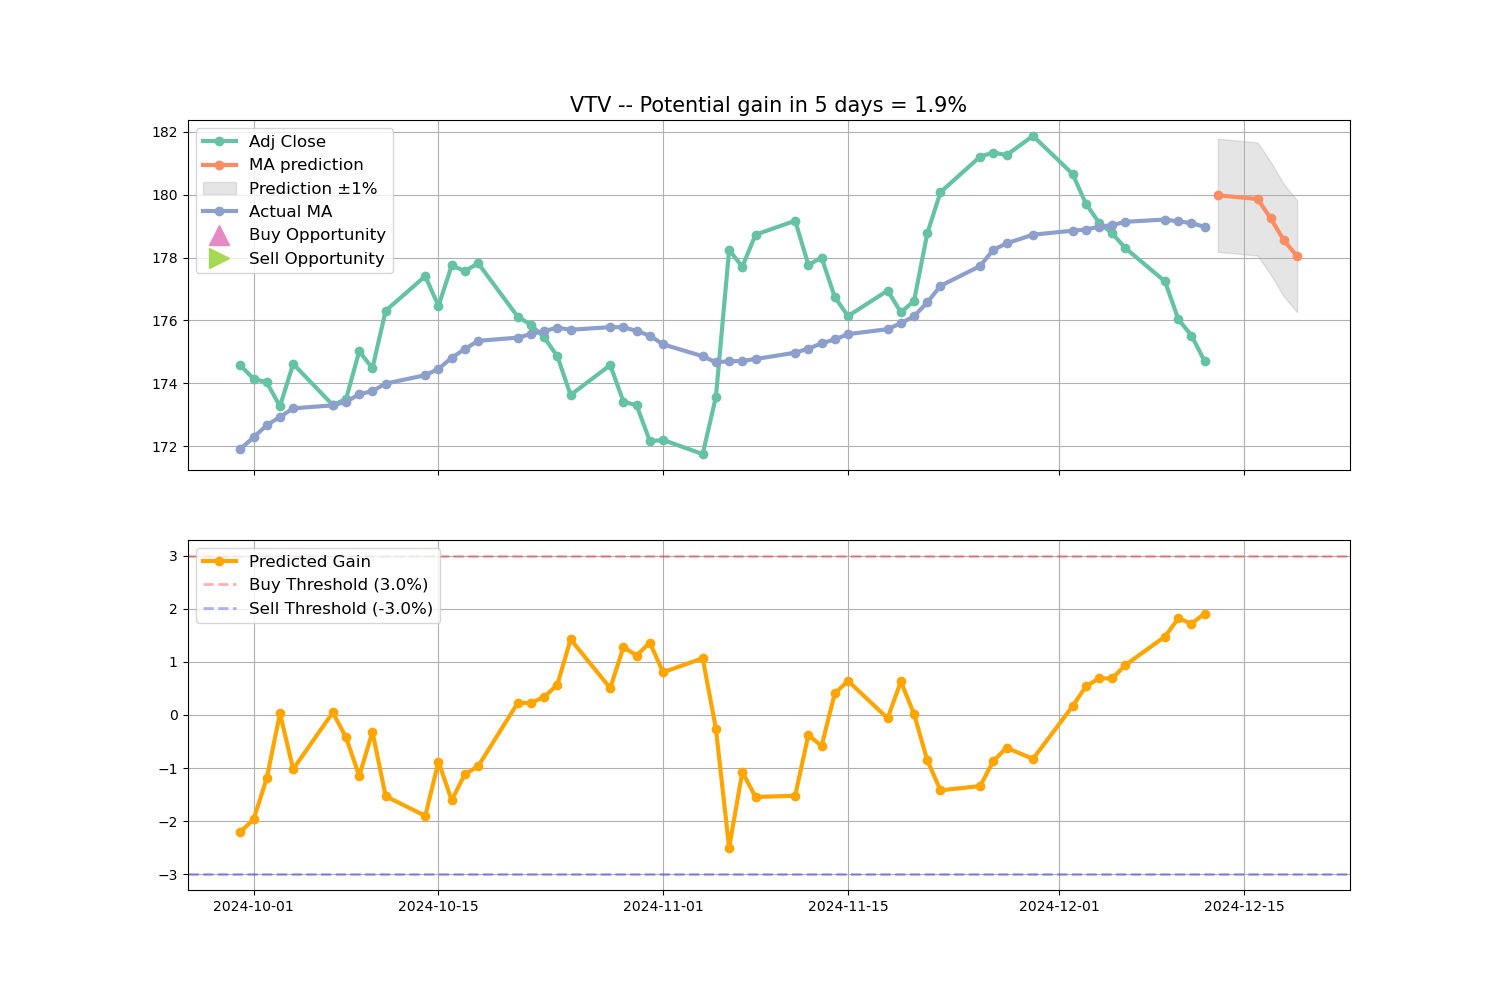 VTV -- Potential gain in 5 days = 1.9%
182
180
178
176
174
172
Adj Close
MA prediction
Prediction ±1%
Actual MA
Buy Opportunity
Sell Opportunity
3
2
1
0
−1
−2
−3
Predicted Gain
Buy Threshold (3.0%)
Sell Threshold (-3.0%)
2024-10-01
2024-10-15
2024-11-01
2024-11-15
2024-12-01
2024-12-15